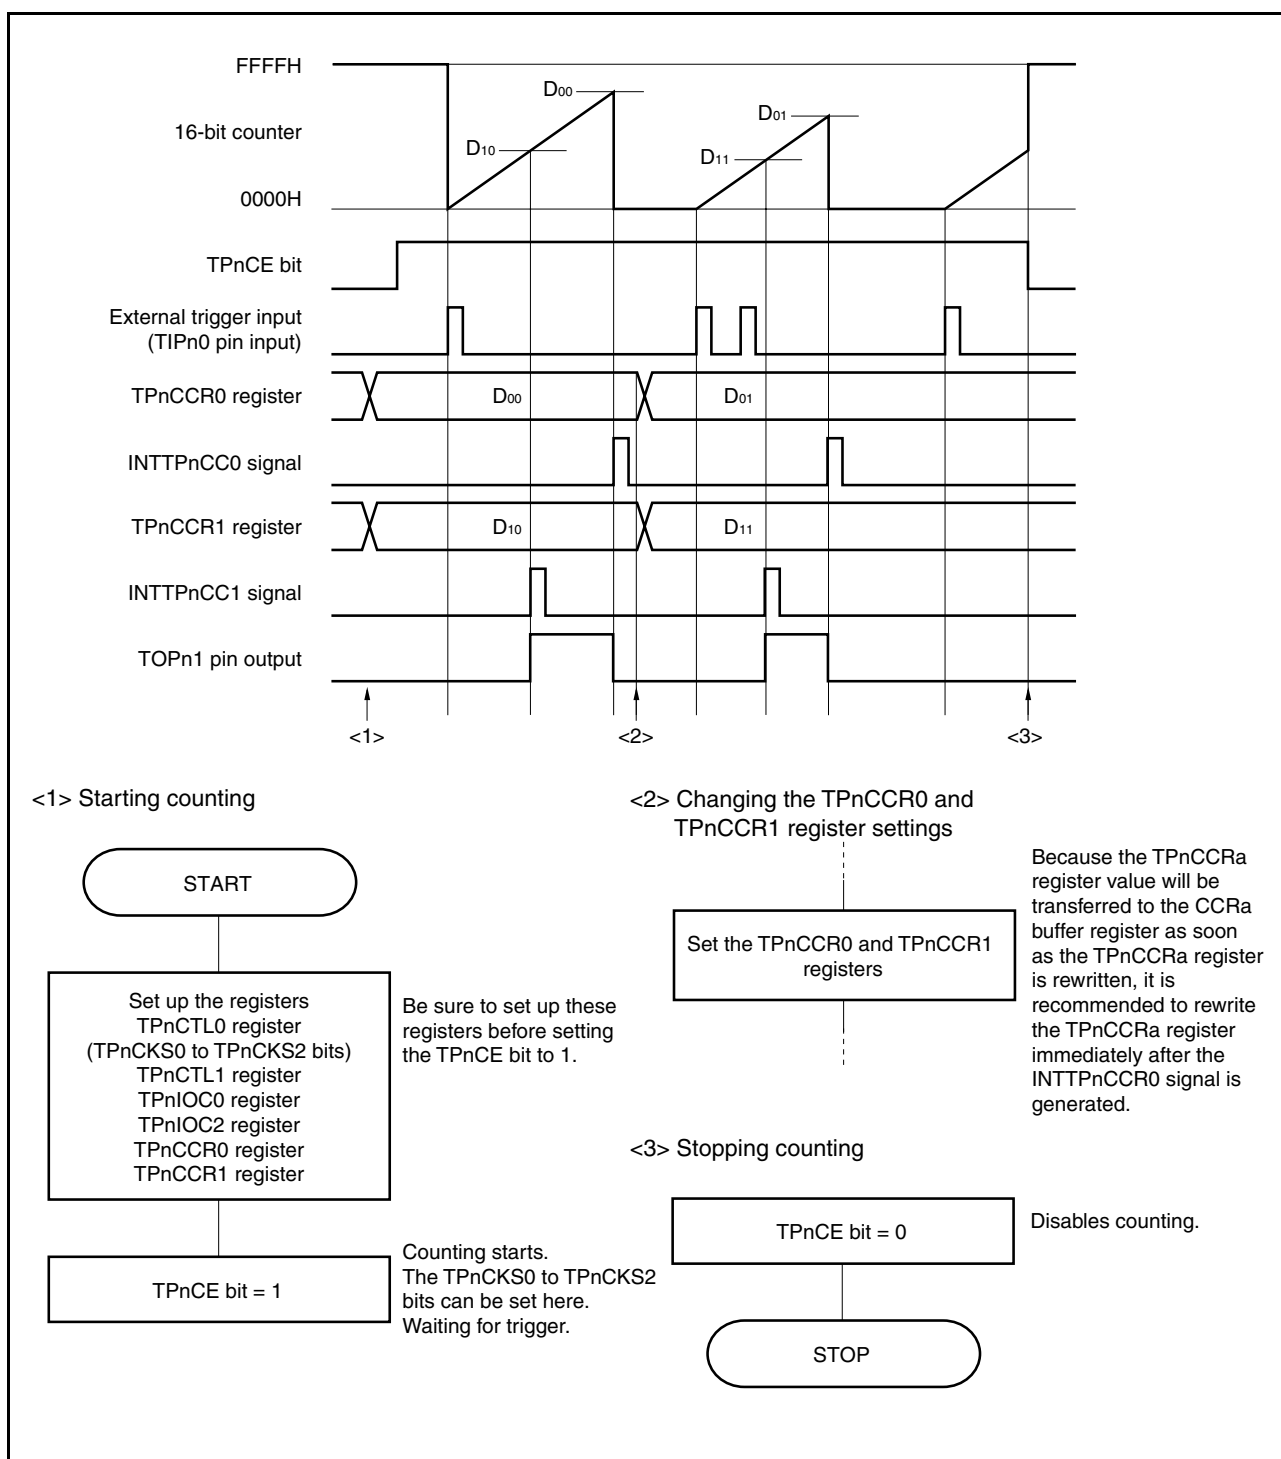 FFFFH
D00
D01
16-bit counter
D10
D11
0000H
TPnCE bit
External trigger input
(TIPn0 pin input)
TPnCCR0 register
D00
D01
INTTPnCC0 signal
TPnCCR1 register
D10
D11
INTTPnCC1 signal
TOPn1 pin output
<1>
<2>
<3>
<1> Starting counting
START
Set up the registers
TPnCTL0 register
(TPnCKS0 to TPnCKS2 bits)
TPnCTL1 register
TPnIOC0 register
TPnIOC2 register
TPnCCR0 register
TPnCCR1 register
Be sure to set up these
registers before setting
the TPnCE bit to 1.
TPnCE bit = 1
Counting starts.
The TPnCKS0 to TPnCKS2
bits can be set here.
Waiting for trigger.
<2> Changing the TPnCCR0 and
TPnCCR1 register settings
Set the TPnCCR0 and TPnCCR1
registers
Because the TPnCCRa
register value will be
transferred to the CCRa
buffer register as soon
as the TPnCCRa register
is rewritten, it is
recommended to rewrite
the TPnCCRa register
immediately after the
INTTPnCCR0 signal is
generated.
<3> Stopping counting
TPnCE bit = 0
Disables counting.
STOP